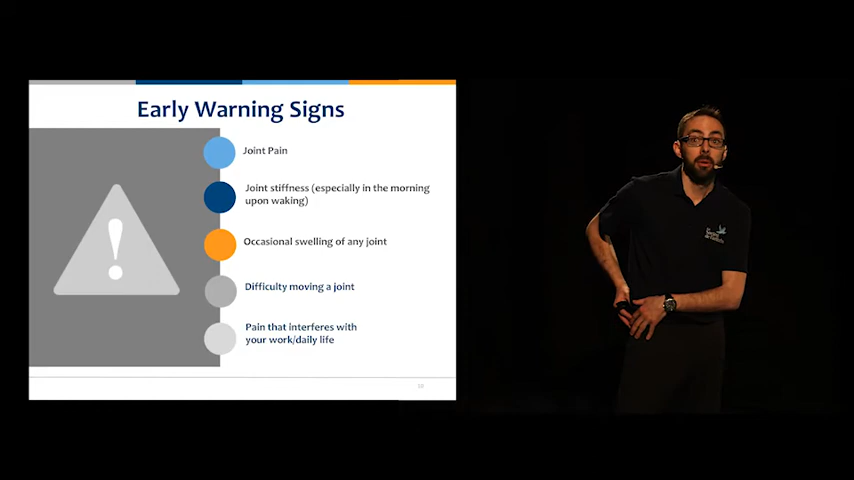 Early Warning Signs
Joint Pain
Joint stiffness (especially in the morning
upon waking)
Occasional swelling of any joint
Difficulty moving a joint
Pain that interferes with
your work/daily life